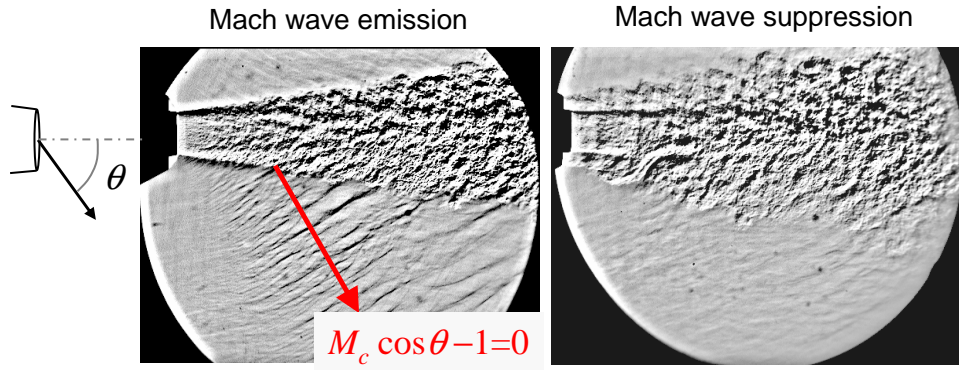 Mach wave emission
Mach wave suppression
θ
M_c cos θ −1=0